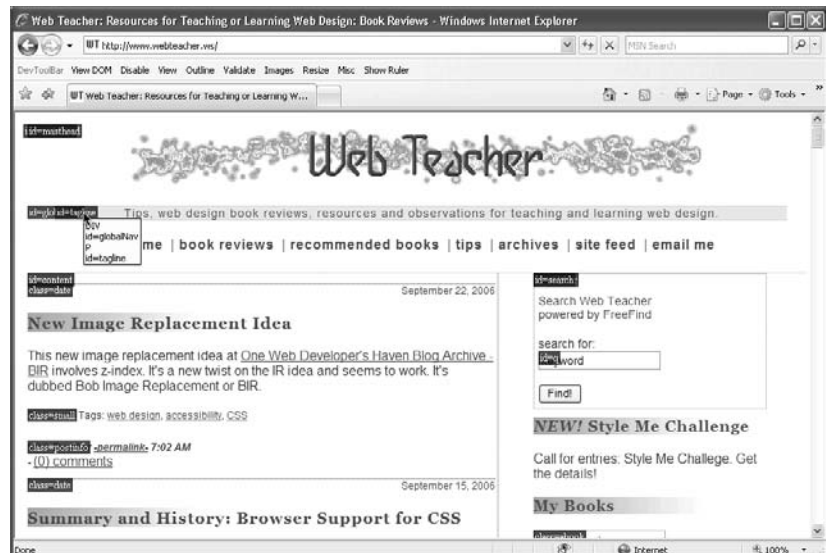 Web Teacher: Resources for Teaching or Learning Web Design: Book Reviews - Windows Internet Explorer
WT http://www.webteacher.ws/
MSN Search
DevToolBar View DOM Disable View Outline Validate Images Resize Misc Show Ruler
WT Web Teacher: Resources for Teaching or Learning W...
Page Tools »
id=masthead
Web Teacher
id=tagline
Tips, web design book reviews, resources and observations for teaching and learning web design.
DIV
id=globalNav
P
id=tagline
me | book reviews | recommended books | tips | archives | site feed | email me
id=content
class=date
September 22, 2006
New Image Replacement Idea
This new image replacement idea at One Web Developer's Haven Blog Archive -
BIR involves z-index. It's a new twist on the IR idea and seems to work. It's
dubbed Bob Image Replacement or BIR.
class=small Tags: web design, accessibility, CSS
class=postinfo -permalink- 7:02 AM
- (0) comments
class=date
September 15, 2006
Summary and History: Browser Support for CSS
id=search
Search Web Teacher
powered by FreeFind
search for:
id=q word
Find!
NEW! Style Me Challenge
Call for entries: Style Me Challege. Get
the details!
My Books
Done
Internet
100%